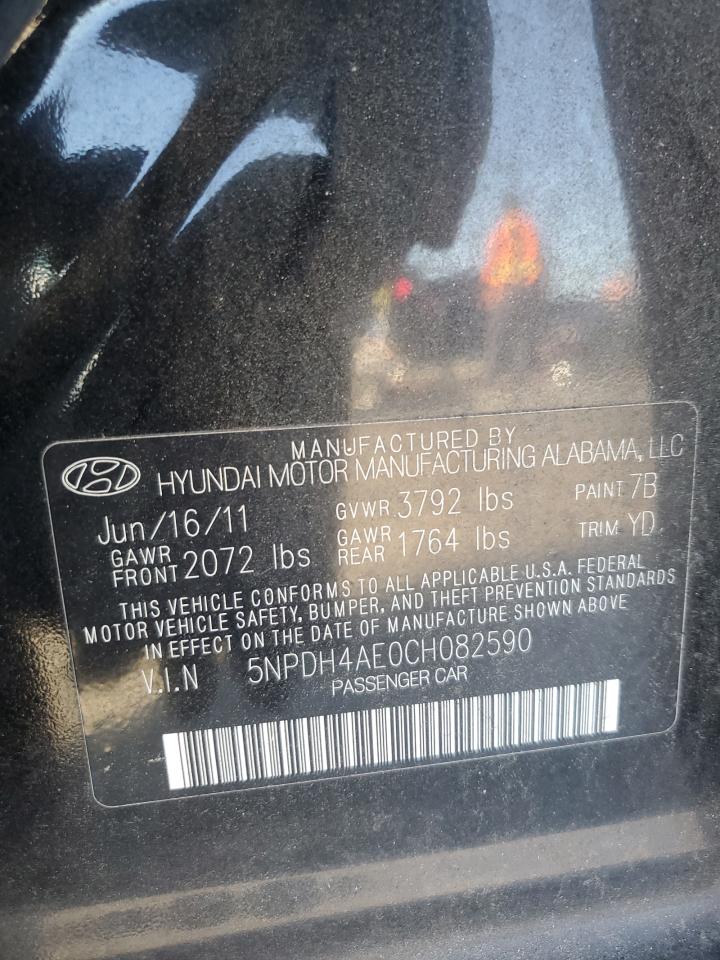 MANUFACTURED BY
HYUNDAI MOTOR MANUFACTURING ALABAMA, LLC
Jun/16/11 GVWR 3792 lbs PAINT 7B
GAWR FRONT 2072 lbs GAWR REAR 1764 lbs TRIM YD
THIS VEHICLE CONFORMS TO ALL APPLICABLE U.S.A. FEDERAL
MOTOR VEHICLE SAFETY, BUMPER, AND THEFT PREVENTION STANDARDS
IN EFFECT ON THE DATE OF MANUFACTURE SHOWN ABOVE
V.I.N 5NPDH4AE0CH082590
PASSENGER CAR